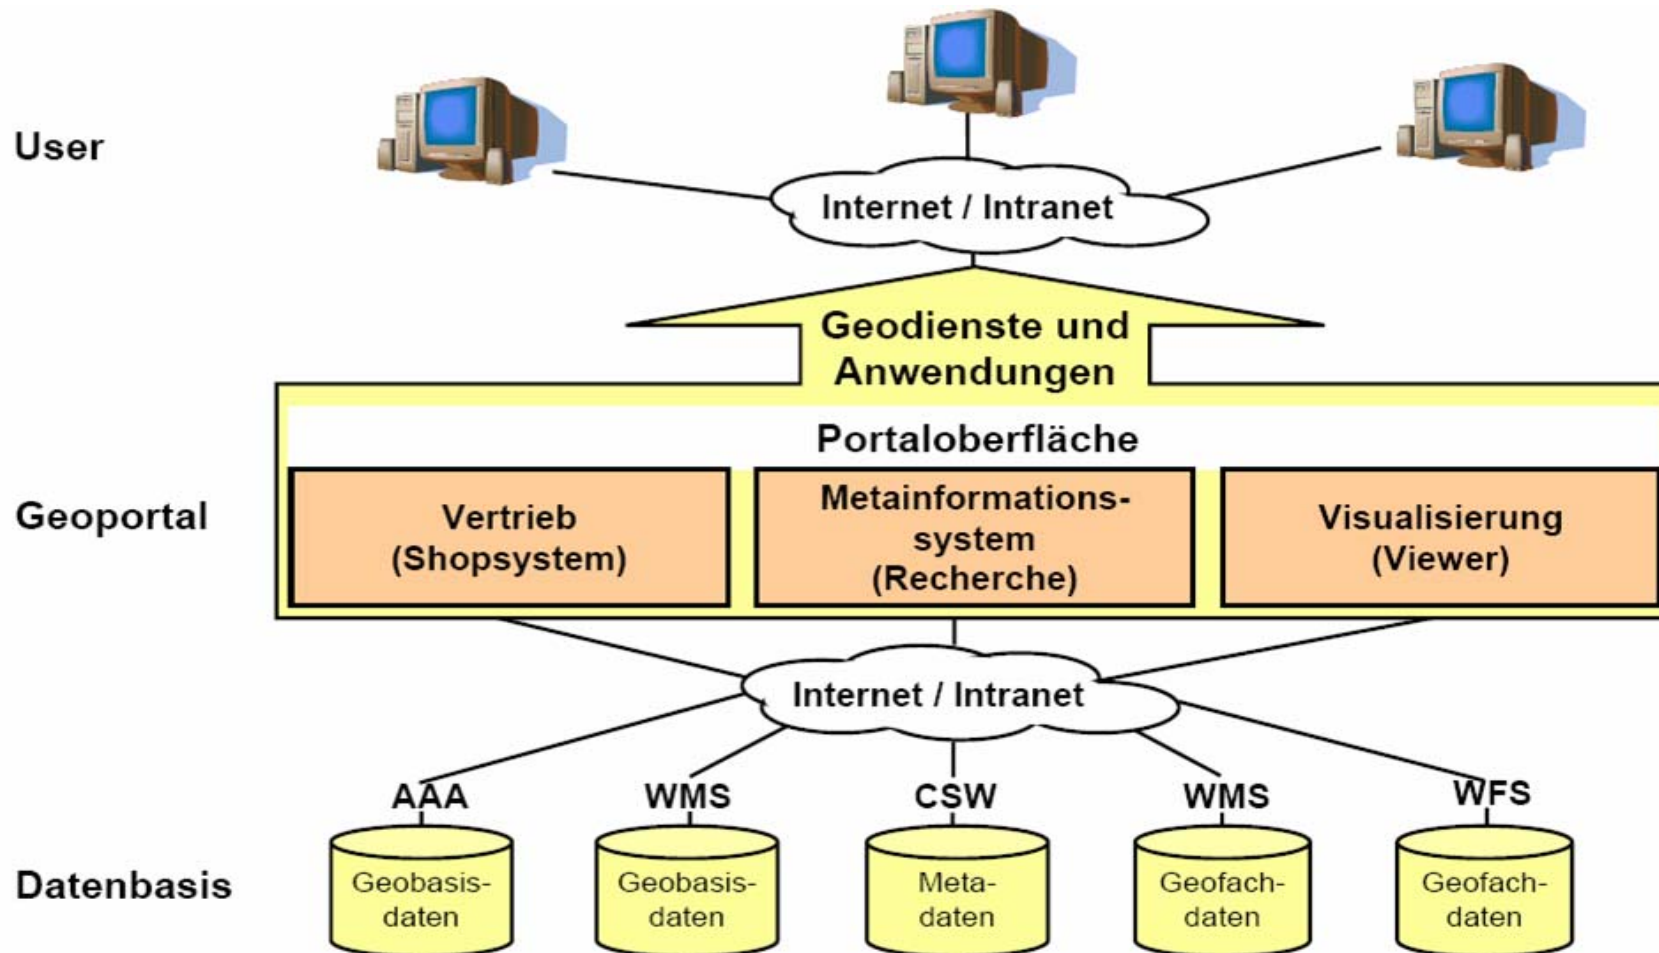 User
Internet / Intranet
Geodienste und
Anwendungen
Portaloberfläche
Geoportal
Vertrieb
(Shopsystem)
Metainformations-
system
(Recherche)
Visualisierung
(Viewer)
Internet / Intranet
AAA
WMS
CSW
WMS
WFS
Datenbasis
Geobasis-
daten
Geobasis-
daten
Meta-
daten
Geofach-
daten
Geofach-
daten